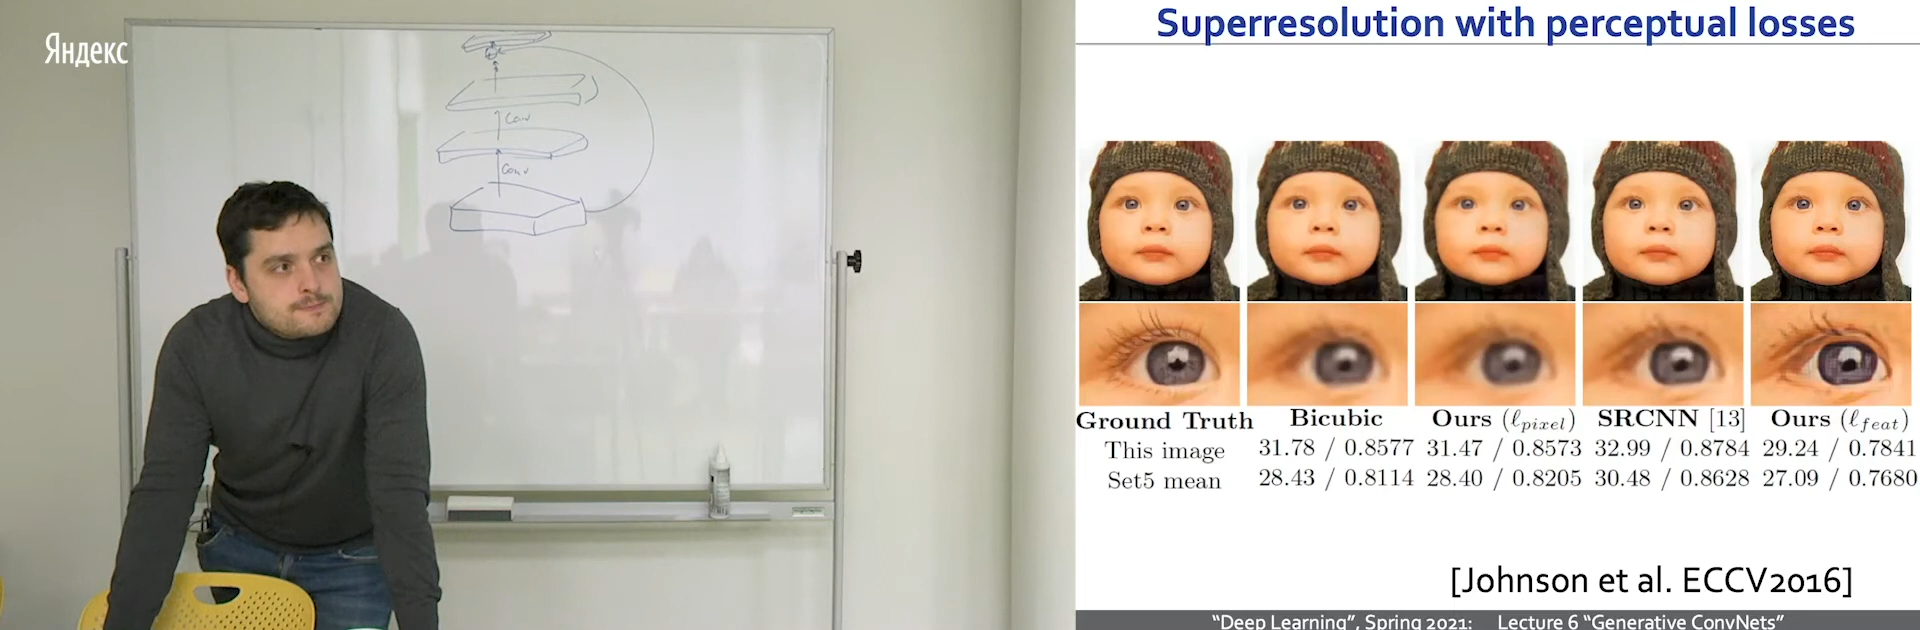 Яндекс
Conv
Conv
Superresolution with perceptual losses
Ground Truth Bicubic Ours (ℓpixel) SRCNN [13] Ours (ℓfeat)
This image 31.78 / 0.8577 31.47 / 0.8573 32.99 / 0.8784 29.24 / 0.7841
Set5 mean 28.43 / 0.8114 28.40 / 0.8205 30.48 / 0.8628 27.09 / 0.7680
[Johnson et al. ECCV2016]
“Deep Learning”, Spring 2021: Lecture 6 “Generative ConvNets”